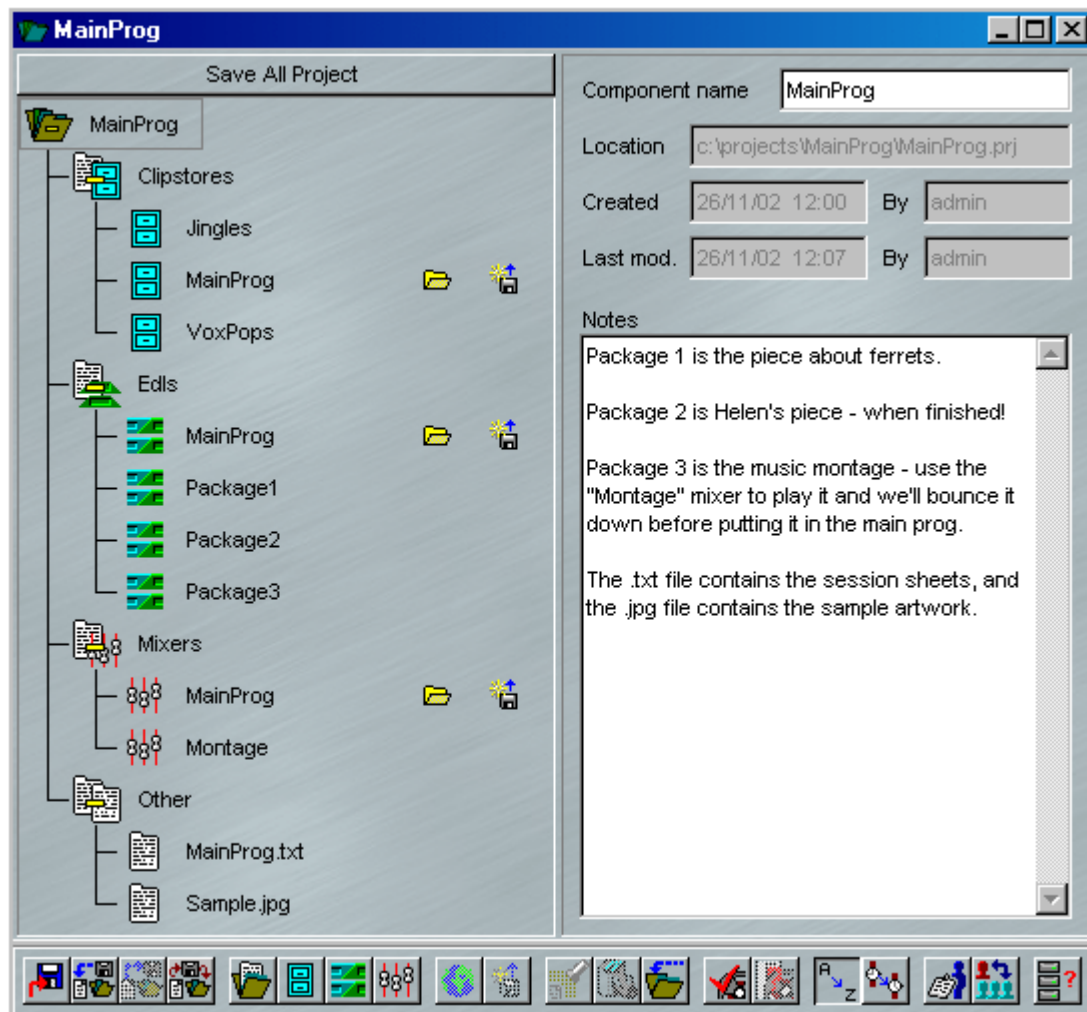 MainProg
Save All Project
MainProg
Clipstores
Jingles
MainProg
VoxPops
Edls
MainProg
Package1
Package2
Package3
Mixers
MainProg
Montage
Other
MainProg.txt
Sample.jpg
Component name MainProg
Location c:\projects\MainProg\MainProg.prj
Created 26/11/02 12:00 By admin
Last mod. 26/11/02 12:07 By admin
Notes
Package 1 is the piece about ferrets.
Package 2 is Helen's piece - when finished!
Package 3 is the music montage - use the
"Montage" mixer to play it and we'll bounce it
down before putting it in the main prog.
The .txt file contains the session sheets, and
the .jpg file contains the sample artwork.
A
Z
?